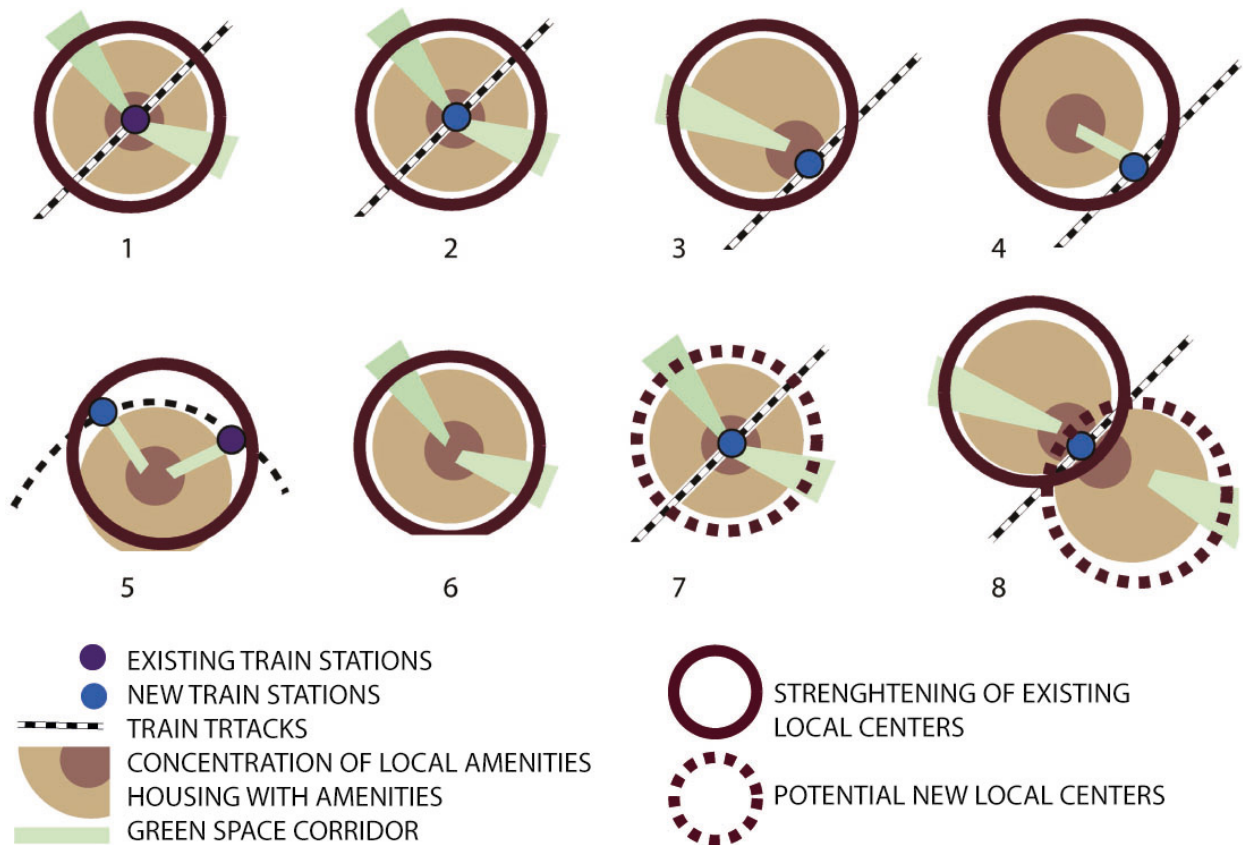 1
2
3
4
5
6
7
8
EXISTING TRAIN STATIONS
NEW TRAIN STATIONS
TRAIN TRTACKS
CONCENTRATION OF LOCAL AMENITIES
HOUSING WITH AMENITIES
GREEN SPACE CORRIDOR
STRENGHTENING OF EXISTING
LOCAL CENTERS
POTENTIAL NEW LOCAL CENTERS